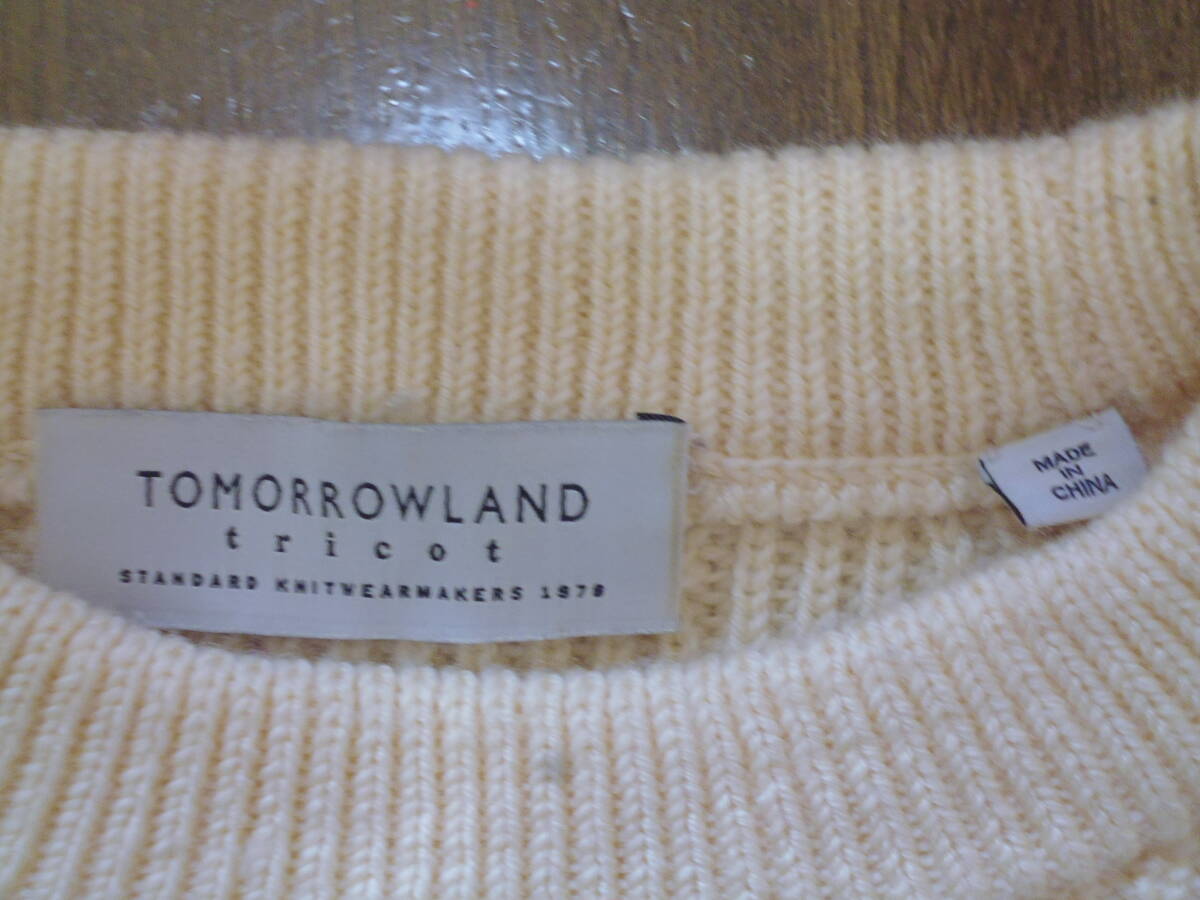 TOMORROWLAND
tricot
STANDARD KNITWEARMAKERS 1978
MADE
IN
CHINA